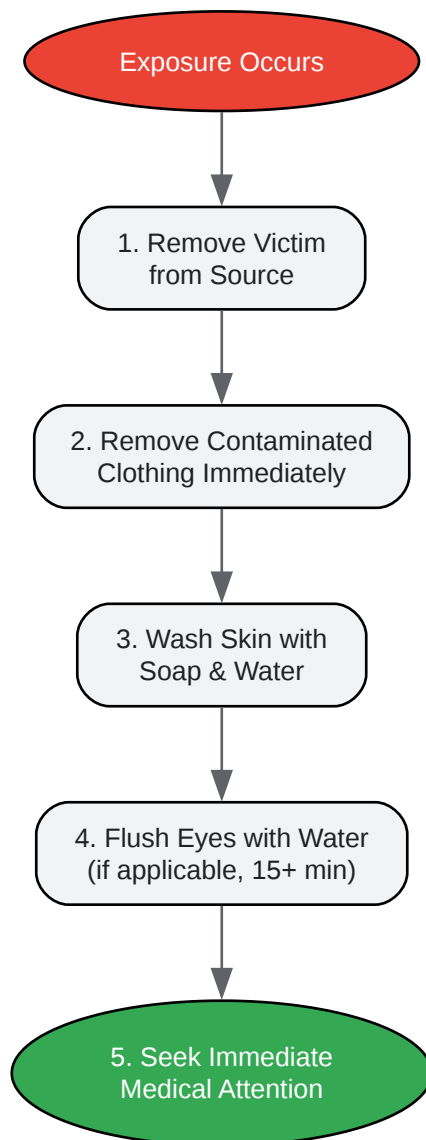 Exposure Occurs
1. Remove Victim
from Source
2. Remove Contaminated
Clothing Immediately
3. Wash Skin with
Soap & Water
4. Flush Eyes with Water
(if applicable, 15+ min)
5. Seek Immediate
Medical Attention